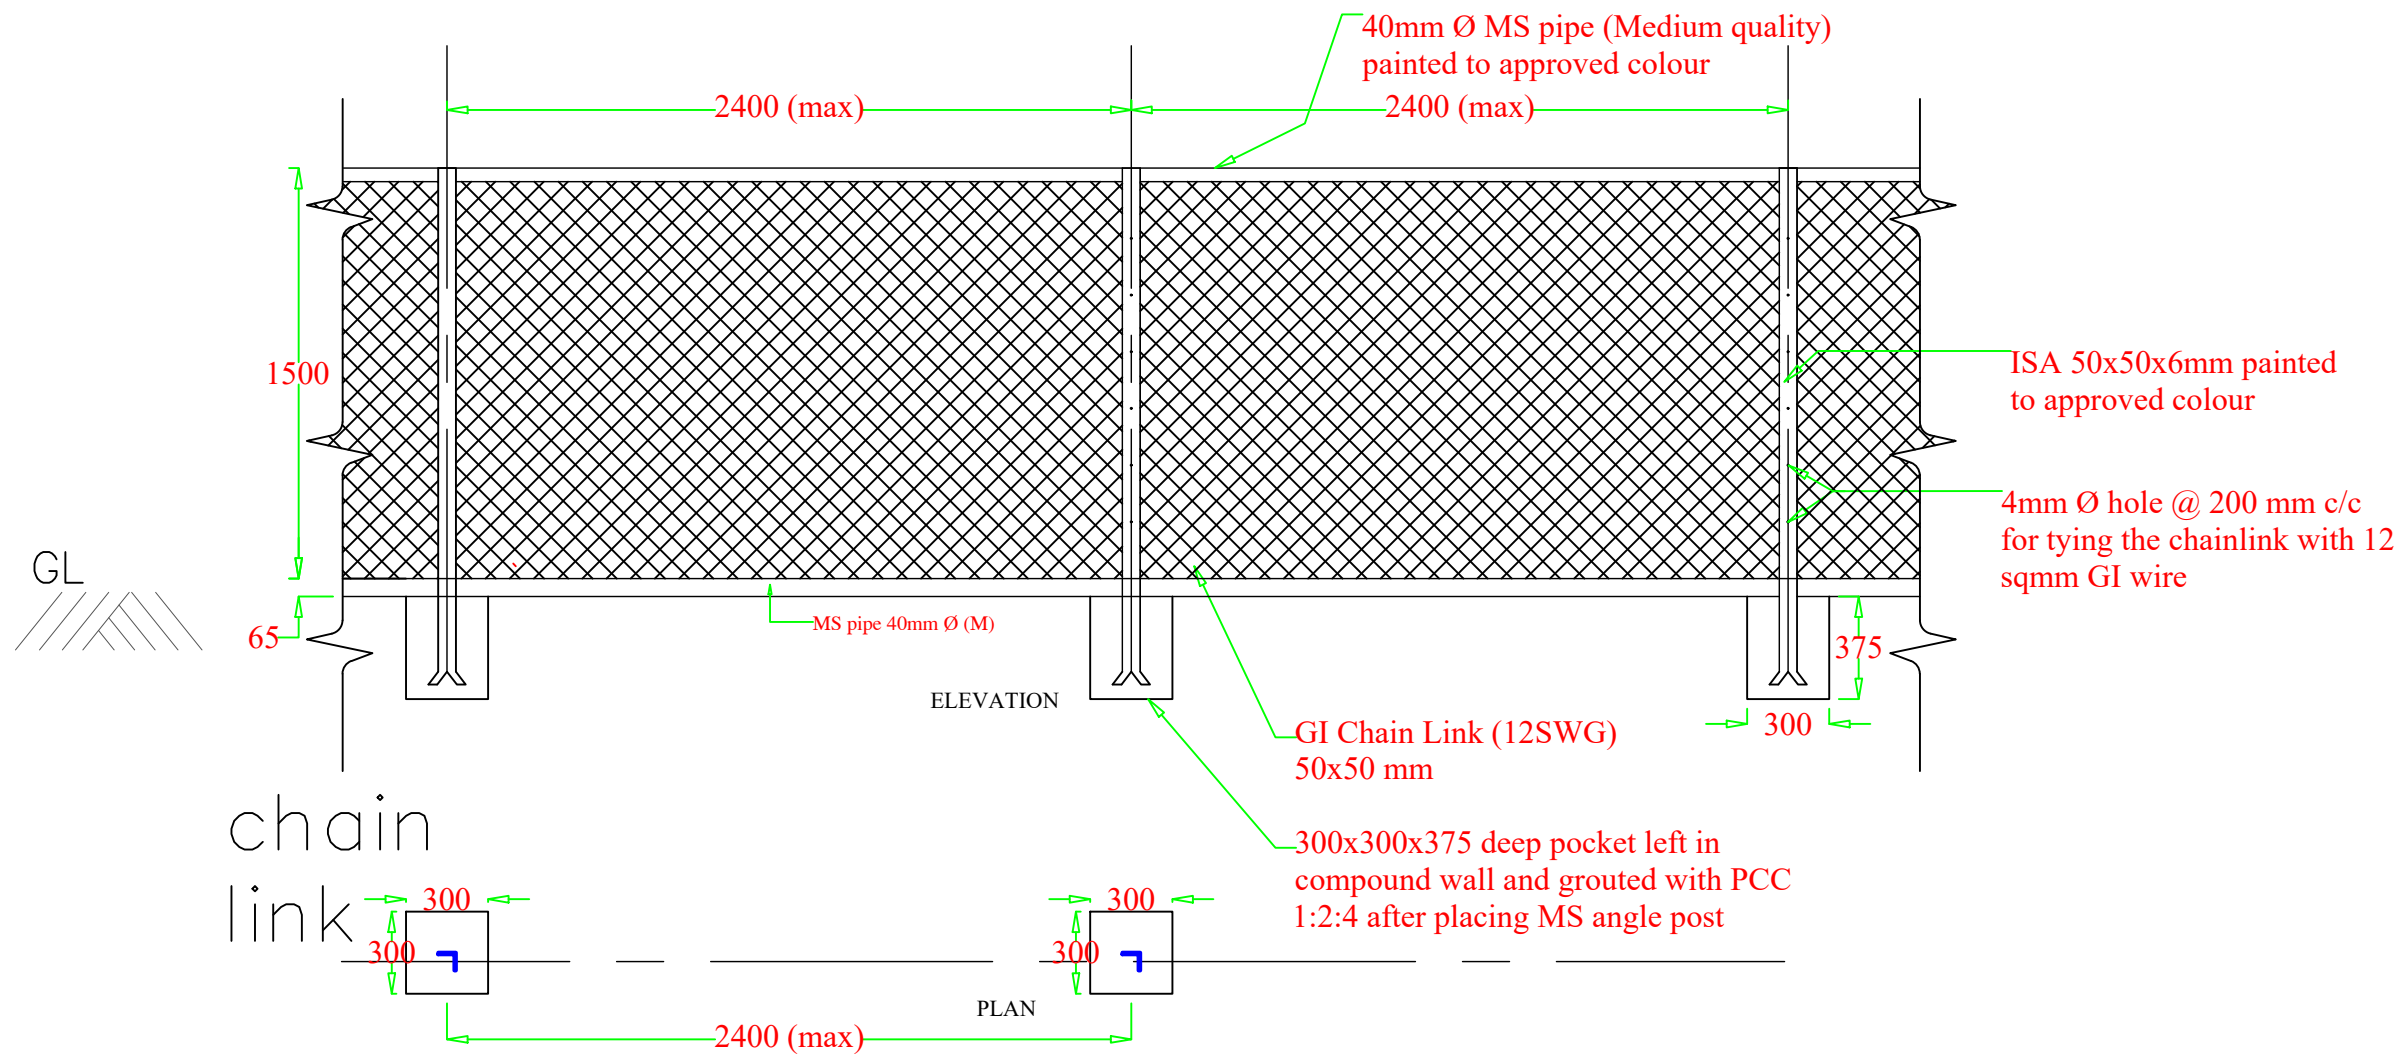 40mm Ø MS pipe (Medium quality)
painted to approved colour
2400 (max)
2400 (max)
1500
ISA 50x50x6mm painted
to approved colour
4mm Ø hole @ 200 mm c/c
for tying the chainlink with 12
sqmm GI wire
GL
65
MS pipe 40mm Ø (M)
375
ELEVATION
300
GI Chain Link (12SWG)
50x50 mm
chain
link
300x300x375 deep pocket left in
compound wall and grouted with PCC
1:2:4 after placing MS angle post
300
300
300
300
PLAN
2400 (max)